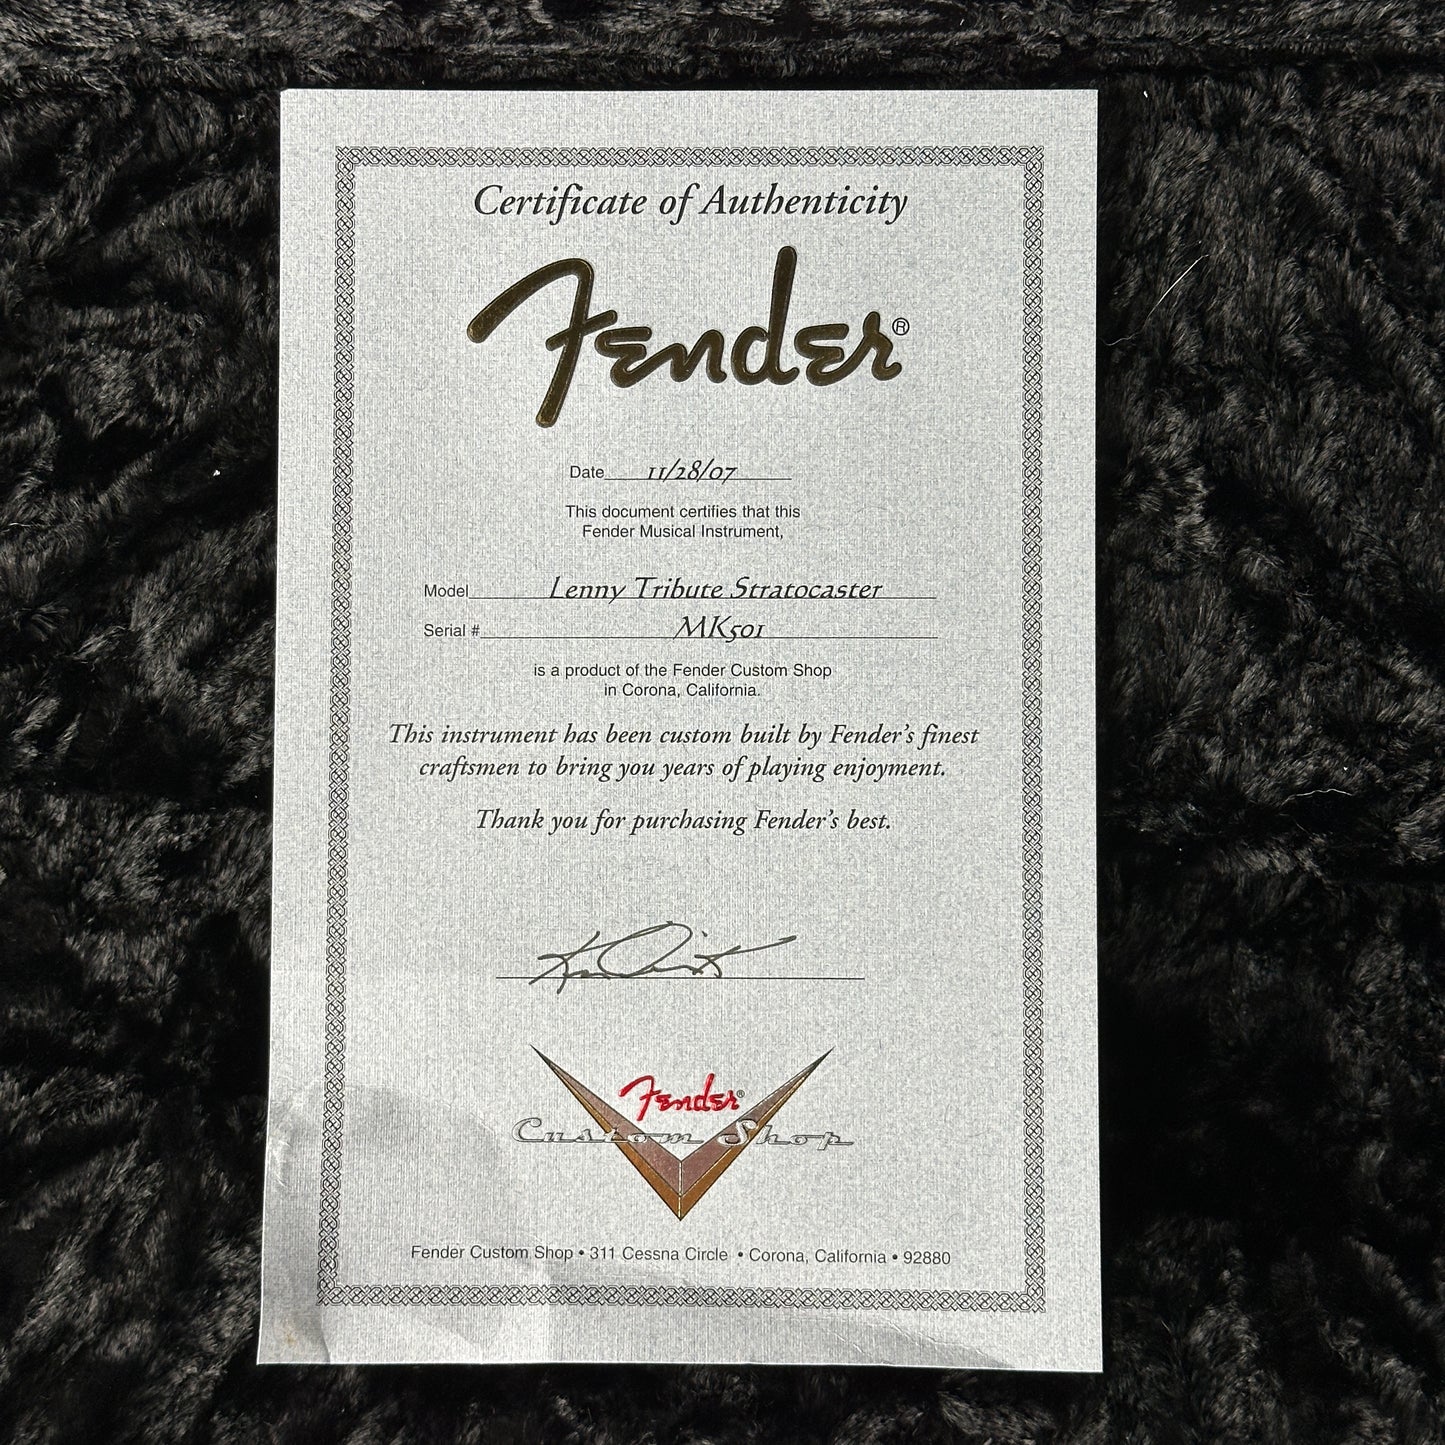 Certificate of Authenticity
Fender®
Date 11/28/07
This document certifies that this
Fender Musical Instrument,
Model Lenny Tribute Stratocaster
Serial # MK501
is a product of the Fender Custom Shop
in Corona, California.
This instrument has been custom built by Fender's finest
craftsmen to bring you years of playing enjoyment.
Thank you for purchasing Fender's best.
Fender®
Custom Shop
Fender Custom Shop • 311 Cessna Circle • Corona, California • 92880